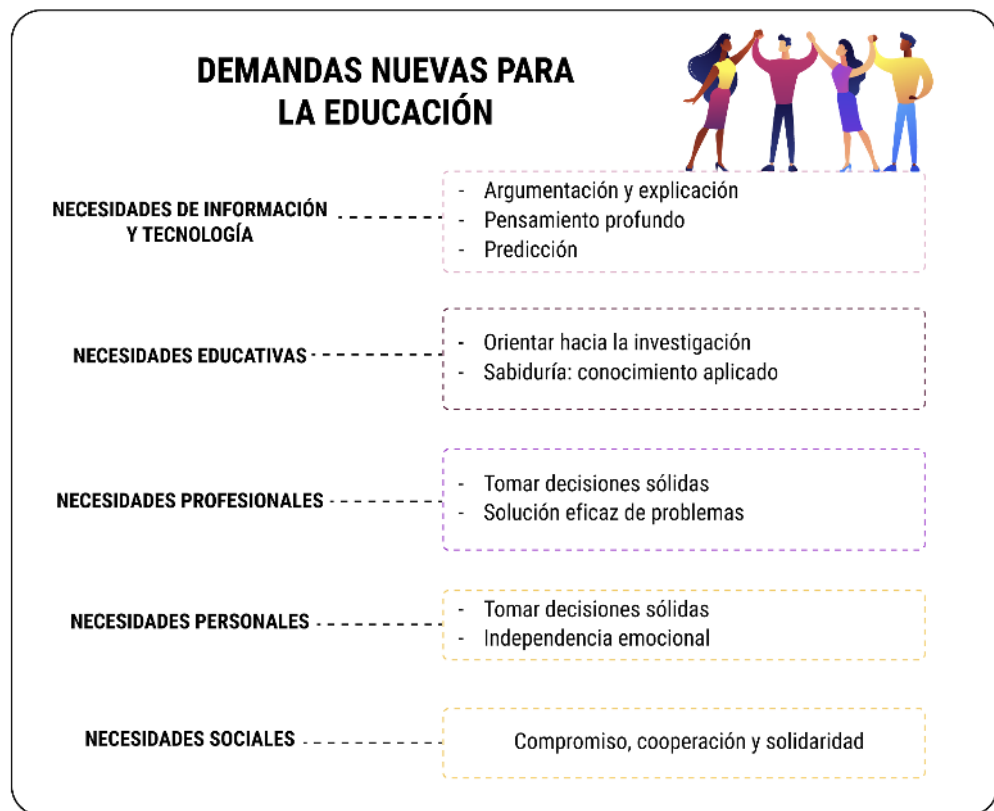 DEMANDAS NUEVAS PARA
LA EDUCACIÓN
NECESIDADES DE INFORMACIÓN
Y TECNOLOGÍA
- Argumentación y explicación
- Pensamiento profundo
- Predicción
NECESIDADES EDUCATIVAS
- Orientar hacia la investigación
- Sabiduría: conocimiento aplicado
NECESIDADES PROFESIONALES
- Tomar decisiones sólidas
- Solución eficaz de problemas
NECESIDADES PERSONALES
- Tomar decisiones sólidas
- Independencia emocional
NECESIDADES SOCIALES
Compromiso, cooperación y solidaridad